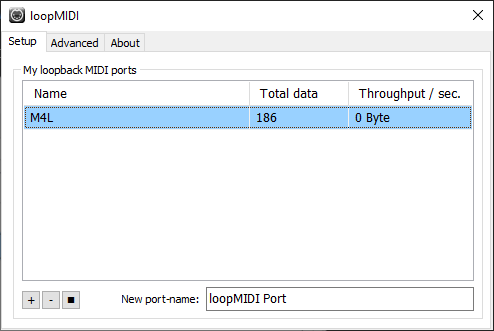 loopMIDI
Setup Advanced About
My loopback MIDI ports
Name Total data Throughput / sec.
M4L 186 0 Byte
+ - ■ New port-name: loopMIDI Port